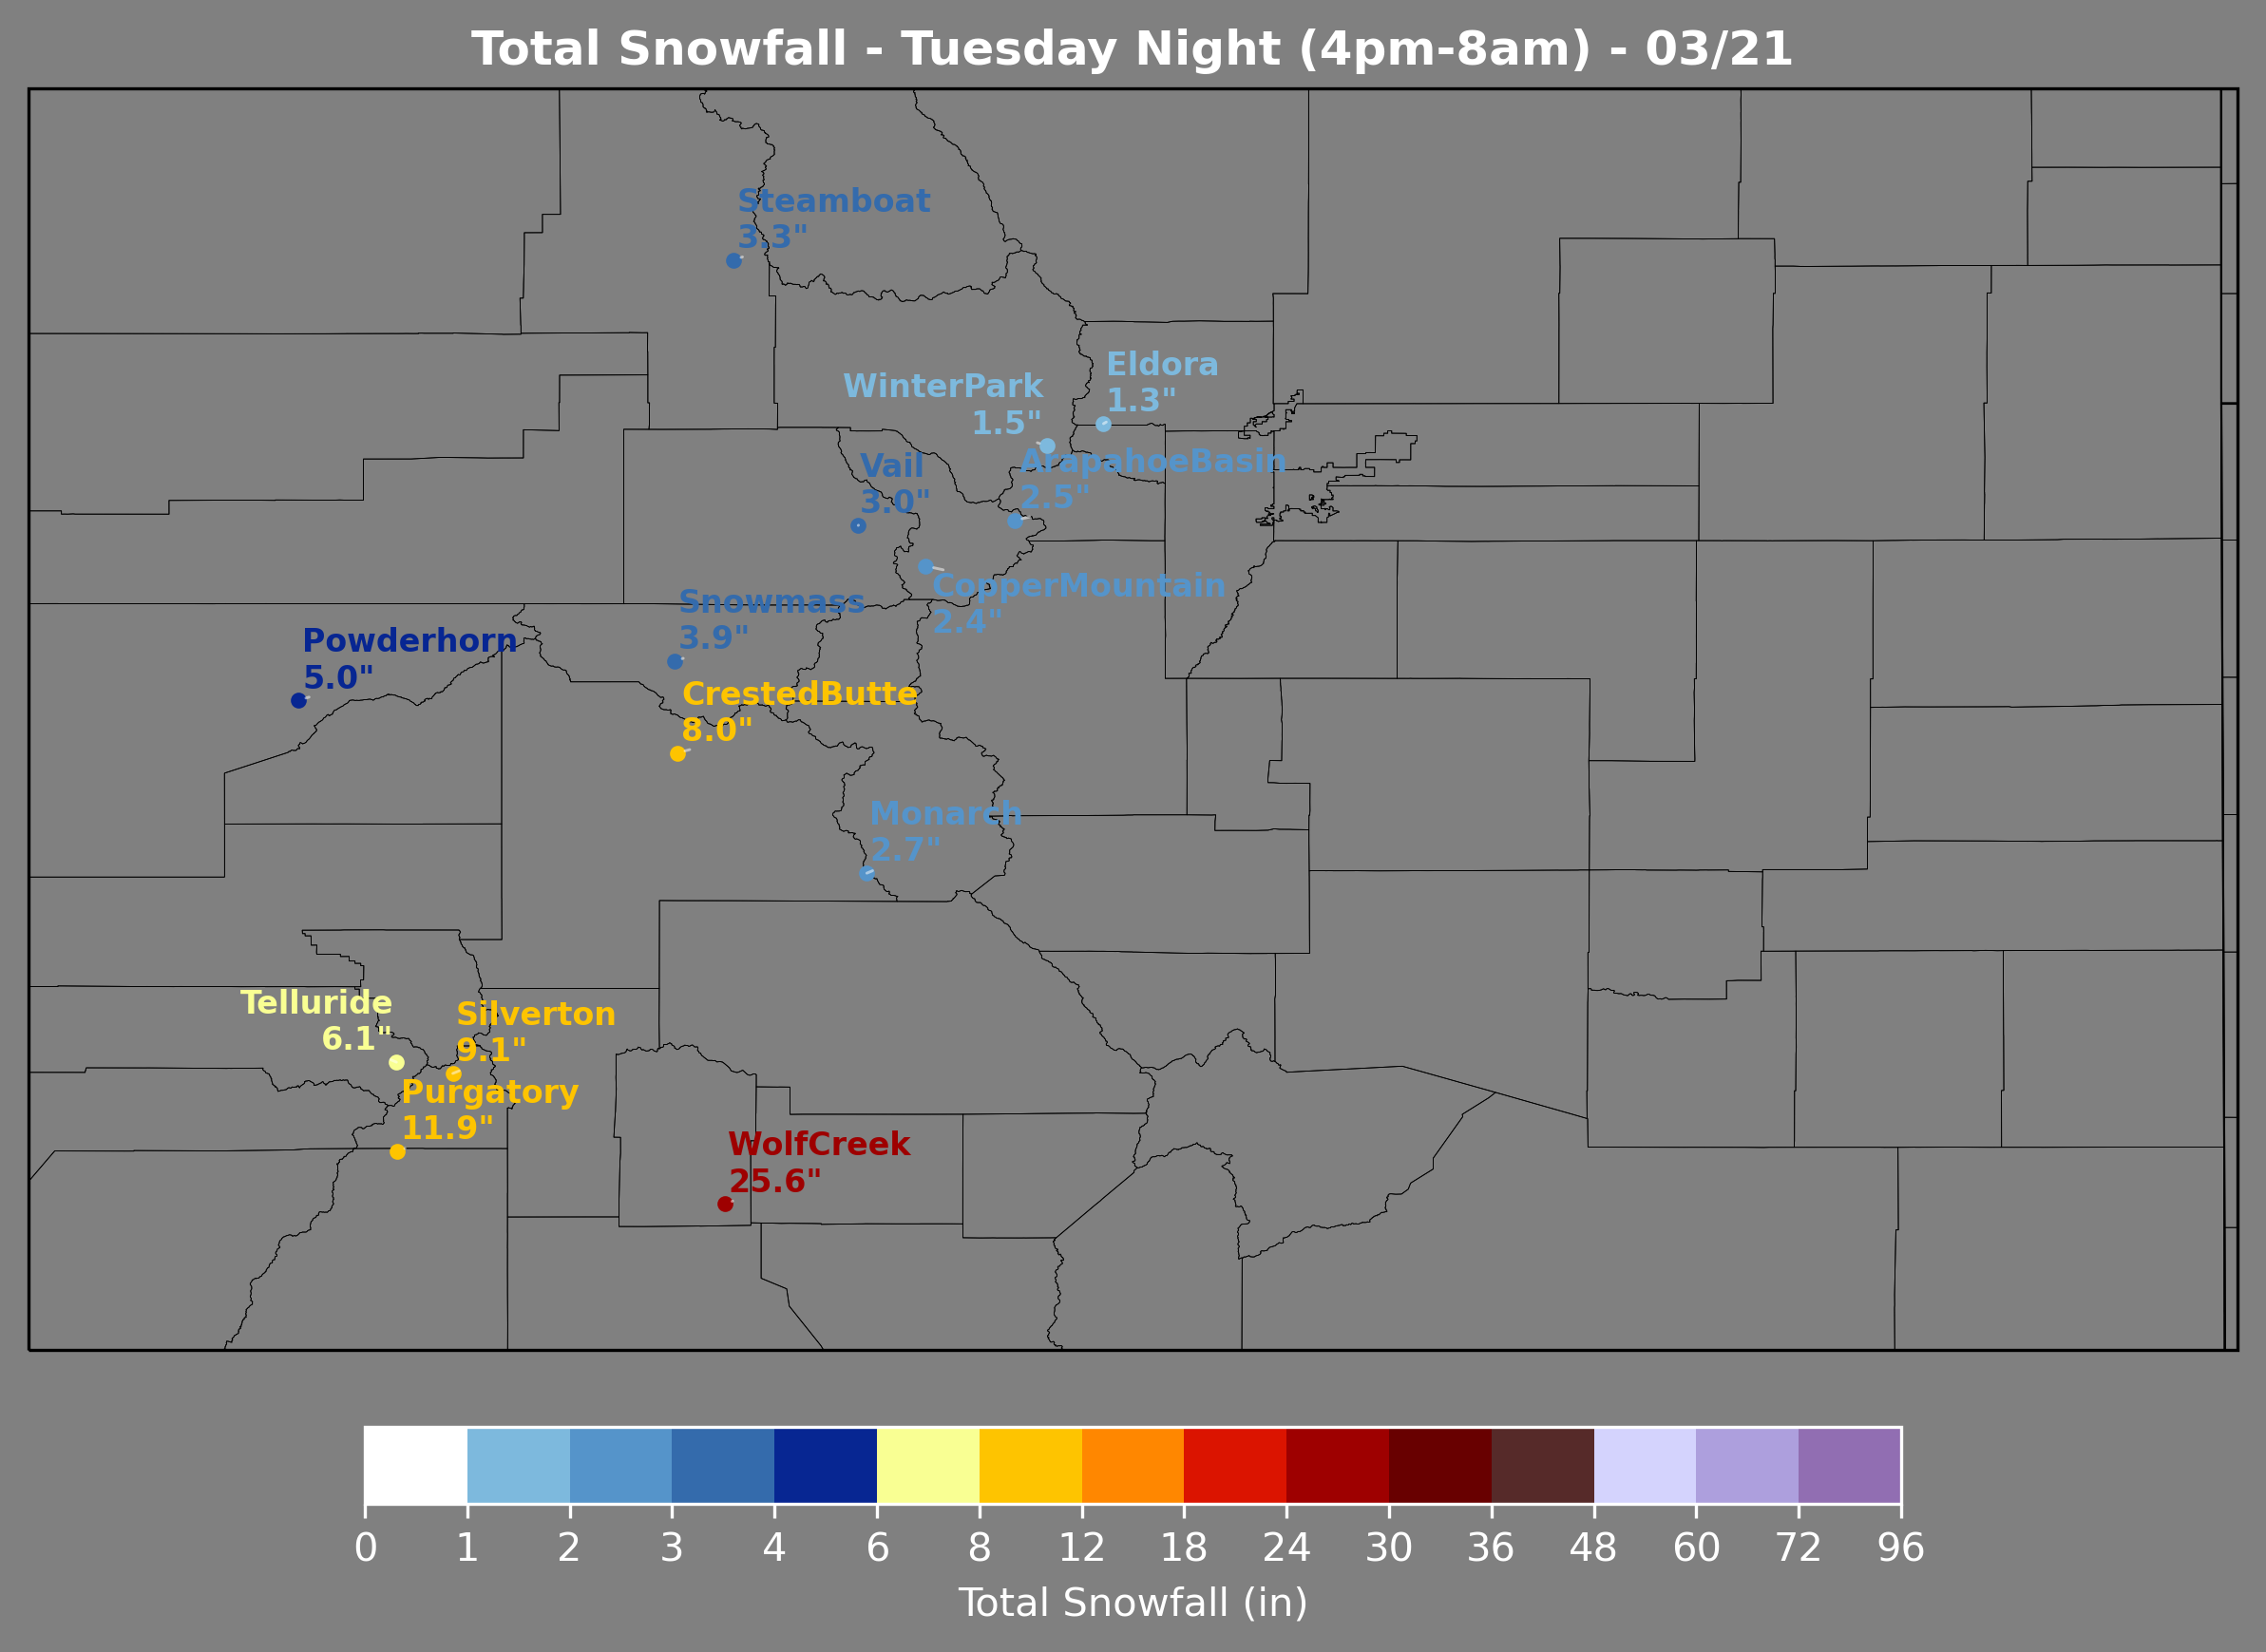 Total Snowfall - Tuesday Night (4pm-8am) - 03/21
Steamboat
3.3"
Eldora
1.3"
WinterPark
1.5"
ArapahoeBasin
2.5"
Vail
3.0"
CopperMountain
2.4"
Snowmass
3.9"
Powderhorn
5.0"
CrestedButte
8.0"
Monarch
2.7"
Telluride
6.1"
Silverton
9.1"
Purgatory
11.9"
WolfCreek
25.6"
0 1 2 3 4 6 8 12 18 24 30 36 48 60 72 96
Total Snowfall (in)